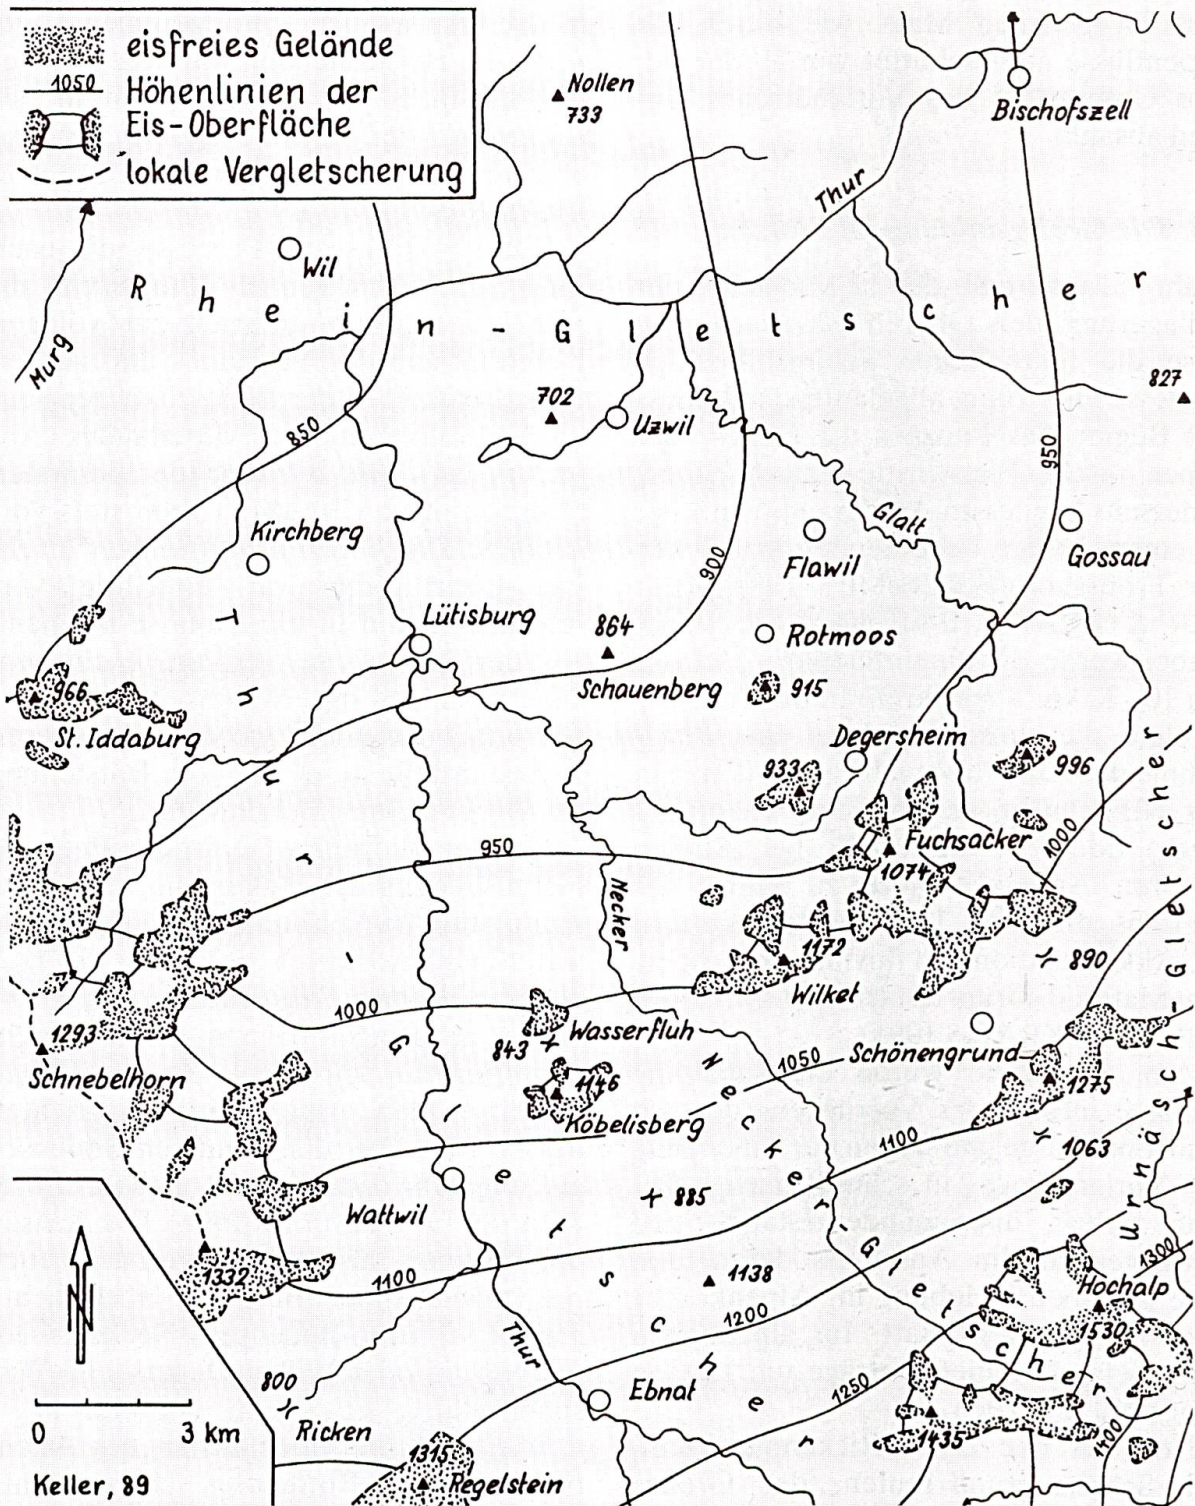 eisfreies Gelände
1050 Höhenlinien der
Eis-Oberfläche
lokale Vergletscherung
Nollen
733
Bischofszell
Thur
Wil
Rhein-Gletscher
Murg
827
702
Uzwil
850
950
Glatt
Kirchberg
Flawil
Gossau
900
Lütisburg
864
Rotmoos
Schauenberg
915
966
St. Iddaburg
Degersheim
933
996
Fuchsacker
1074
1000
950
Necker
1172
890
Wilket
1000
Wasserfluh
843
1293
Schnebelhorn
1050
Schönengrund
1275
1146
Köbelisberg
1100
1063
Thur-Gletscher
Necker-Gletscher
Urnäsch-Gletscher
885
Wattwil
1332
1100
1138
1200
1300
Hochalp
1530
Thur
Ebnat
1250
800
Ricken
1435
1400
1315
Regelstein
N
0 3 km
Keller, 89